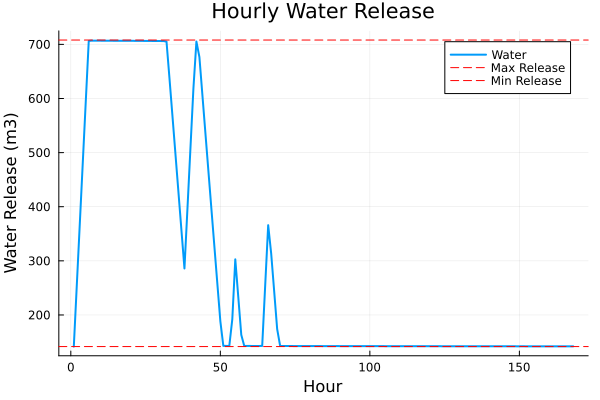 Hourly Water Release
Water Release (m3)
700
600
500
400
300
200
0
50
100
150
Hour
Water
Max Release
Min Release